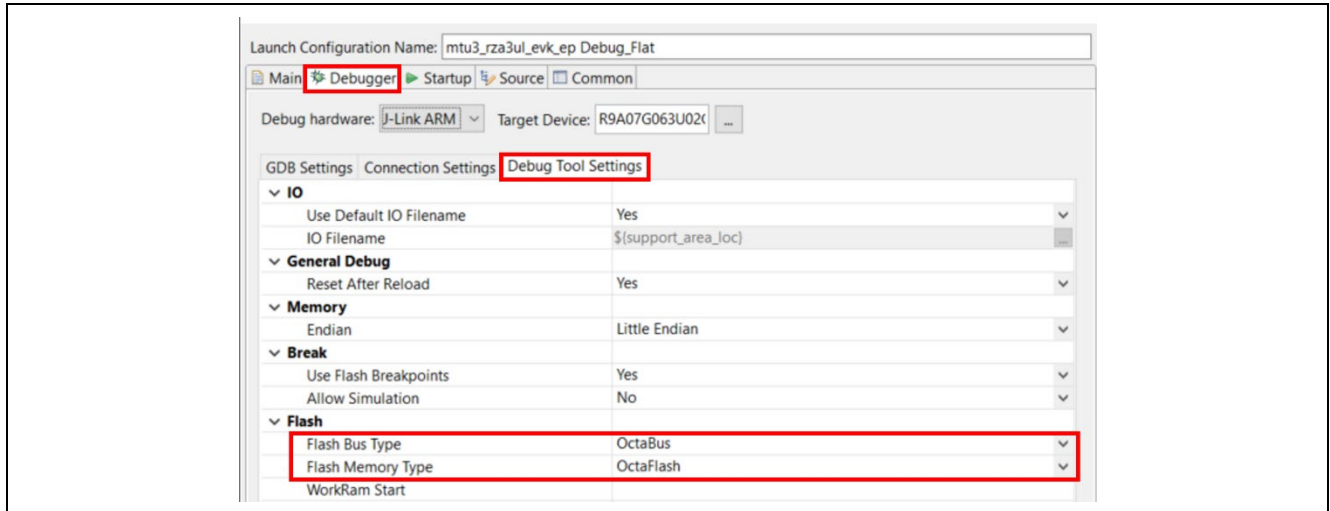 Launch Configuration Name: mtu3_rza3ul_evk_ep Debug_Flat
Main Debugger Startup Source Common
Debug hardware: J-Link ARM Target Device: R9A07G063U02( ...
GDB Settings Connection Settings Debug Tool Settings
IO
Use Default IO Filename Yes
IO Filename ${support_area_loc} ...
General Debug
Reset After Reload Yes
Memory
Endian Little Endian
Break
Use Flash Breakpoints Yes
Allow Simulation No
Flash
Flash Bus Type OctaBus
Flash Memory Type OctaFlash
WorkRam Start